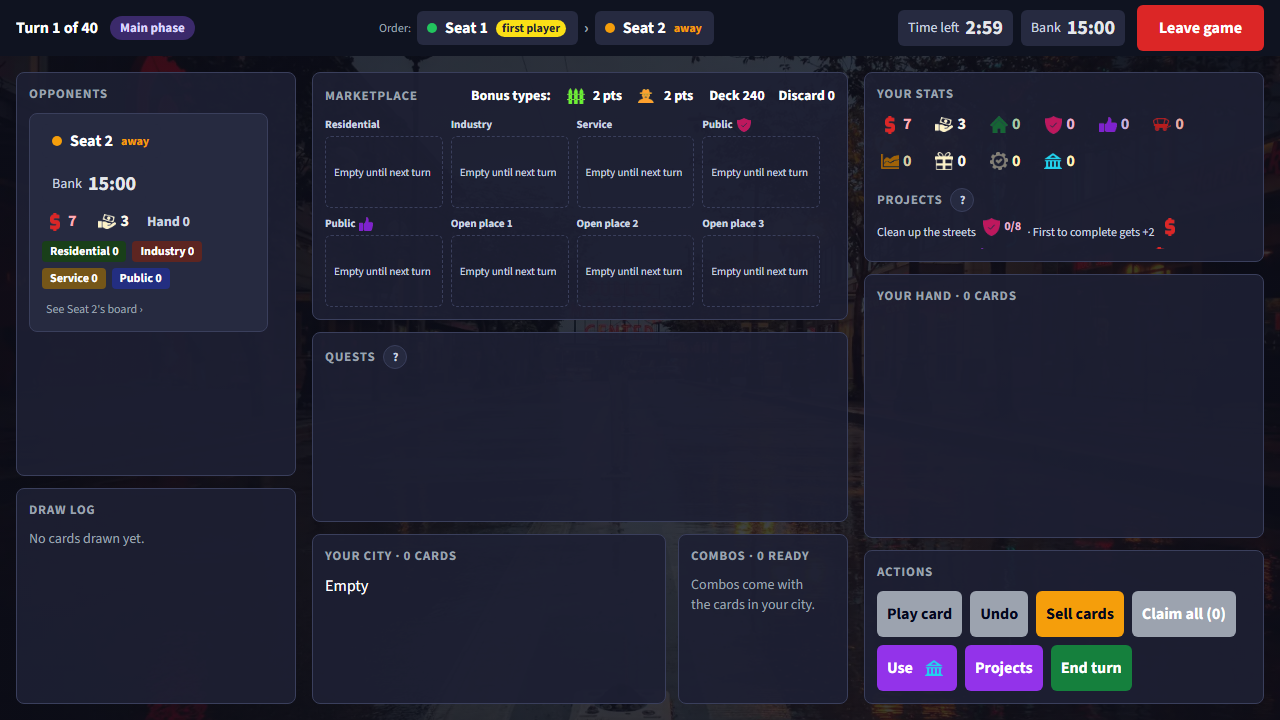 Turn 1 of 40
Main phase
Order:
Seat 1
first player
›
Seat 2
away
Time left 2:59
Bank 15:00
Leave game
OPPONENTS
Seat 2 away
Bank 15:00
7
3
Hand 0
Residential 0
Industry 0
Service 0
Public 0
See Seat 2's board ›
DRAW LOG
No cards drawn yet.
MARKETPLACE
Bonus types:
2 pts
2 pts
Deck 240
Discard 0
Residential
Industry
Service
Public
Empty until next turn
Empty until next turn
Empty until next turn
Empty until next turn
Public
Open place 1
Open place 2
Open place 3
Empty until next turn
Empty until next turn
Empty until next turn
Empty until next turn
QUESTS ?
YOUR CITY · 0 CARDS
Empty
COMBOS · 0 READY
Combos come with
the cards in your city.
YOUR STATS
7
3
0
0
0
0
0
0
0
0
PROJECTS ?
Clean up the streets 0/8 · First to complete gets +2
YOUR HAND · 0 CARDS
ACTIONS
Play card
Undo
Sell cards
Claim all (0)
Use
Projects
End turn